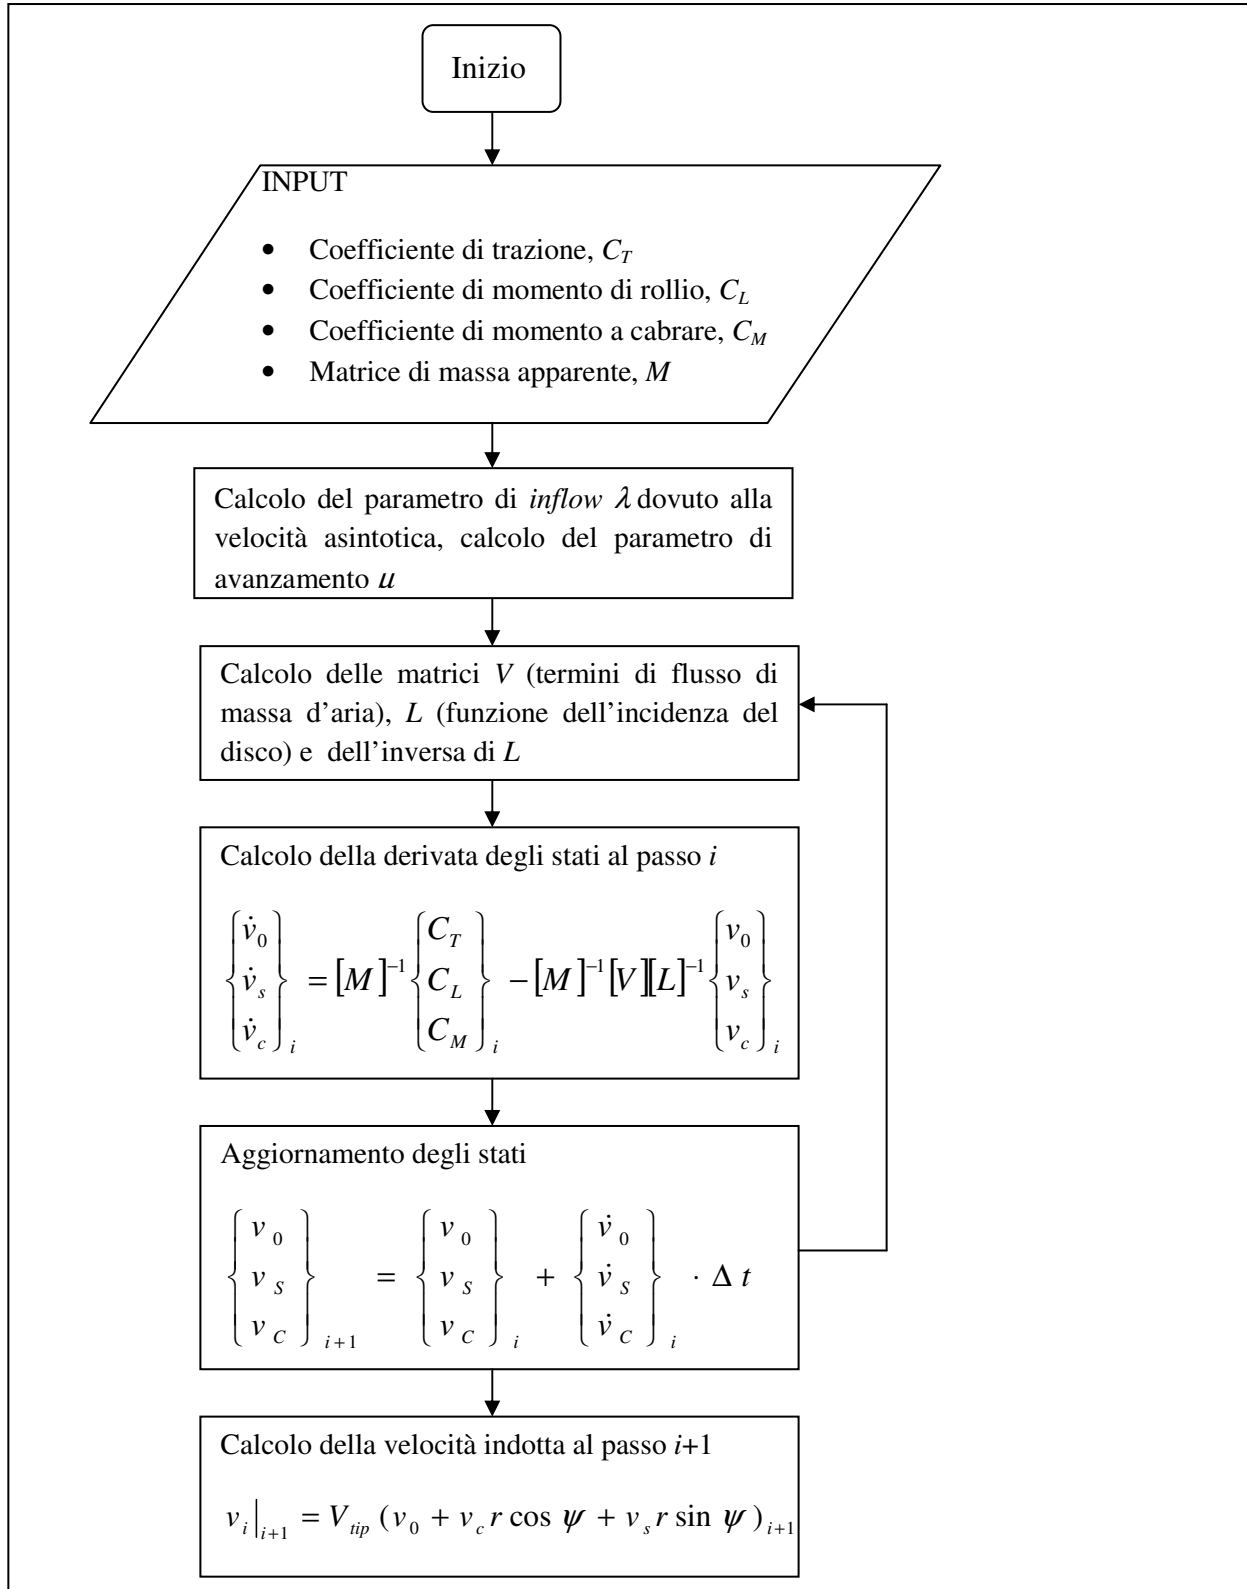 Inizio
INPUT
• Coefficiente di trazione, C_T
• Coefficiente di momento di rollio, C_L
• Coefficiente di momento a cabrare, C_M
• Matrice di massa apparente, M
Calcolo del parametro di inflow λ dovuto alla
velocità asintotica, calcolo del parametro di
avanzamento u
Calcolo delle matrici V (termini di flusso di
massa d'aria), L (funzione dell'incidenza del
disco) e dell'inversa di L
Calcolo della derivata degli stati al passo i
{v̇_0 v̇_s v̇_c}_i = [M]^{-1} {C_T C_L C_M}_i − [M]^{-1} [V][L]^{-1} {v_0 v_s v_c}_i
Aggiornamento degli stati
{v_0 v_S v_C}_{i+1} = {v_0 v_S v_C}_i + {v̇_0 v̇_S v̇_C}_i · Δt
Calcolo della velocità indotta al passo i+1
v_i|_{i+1} = V_{tip} (v_0 + v_c r cos ψ + v_s r sin ψ)_{i+1}